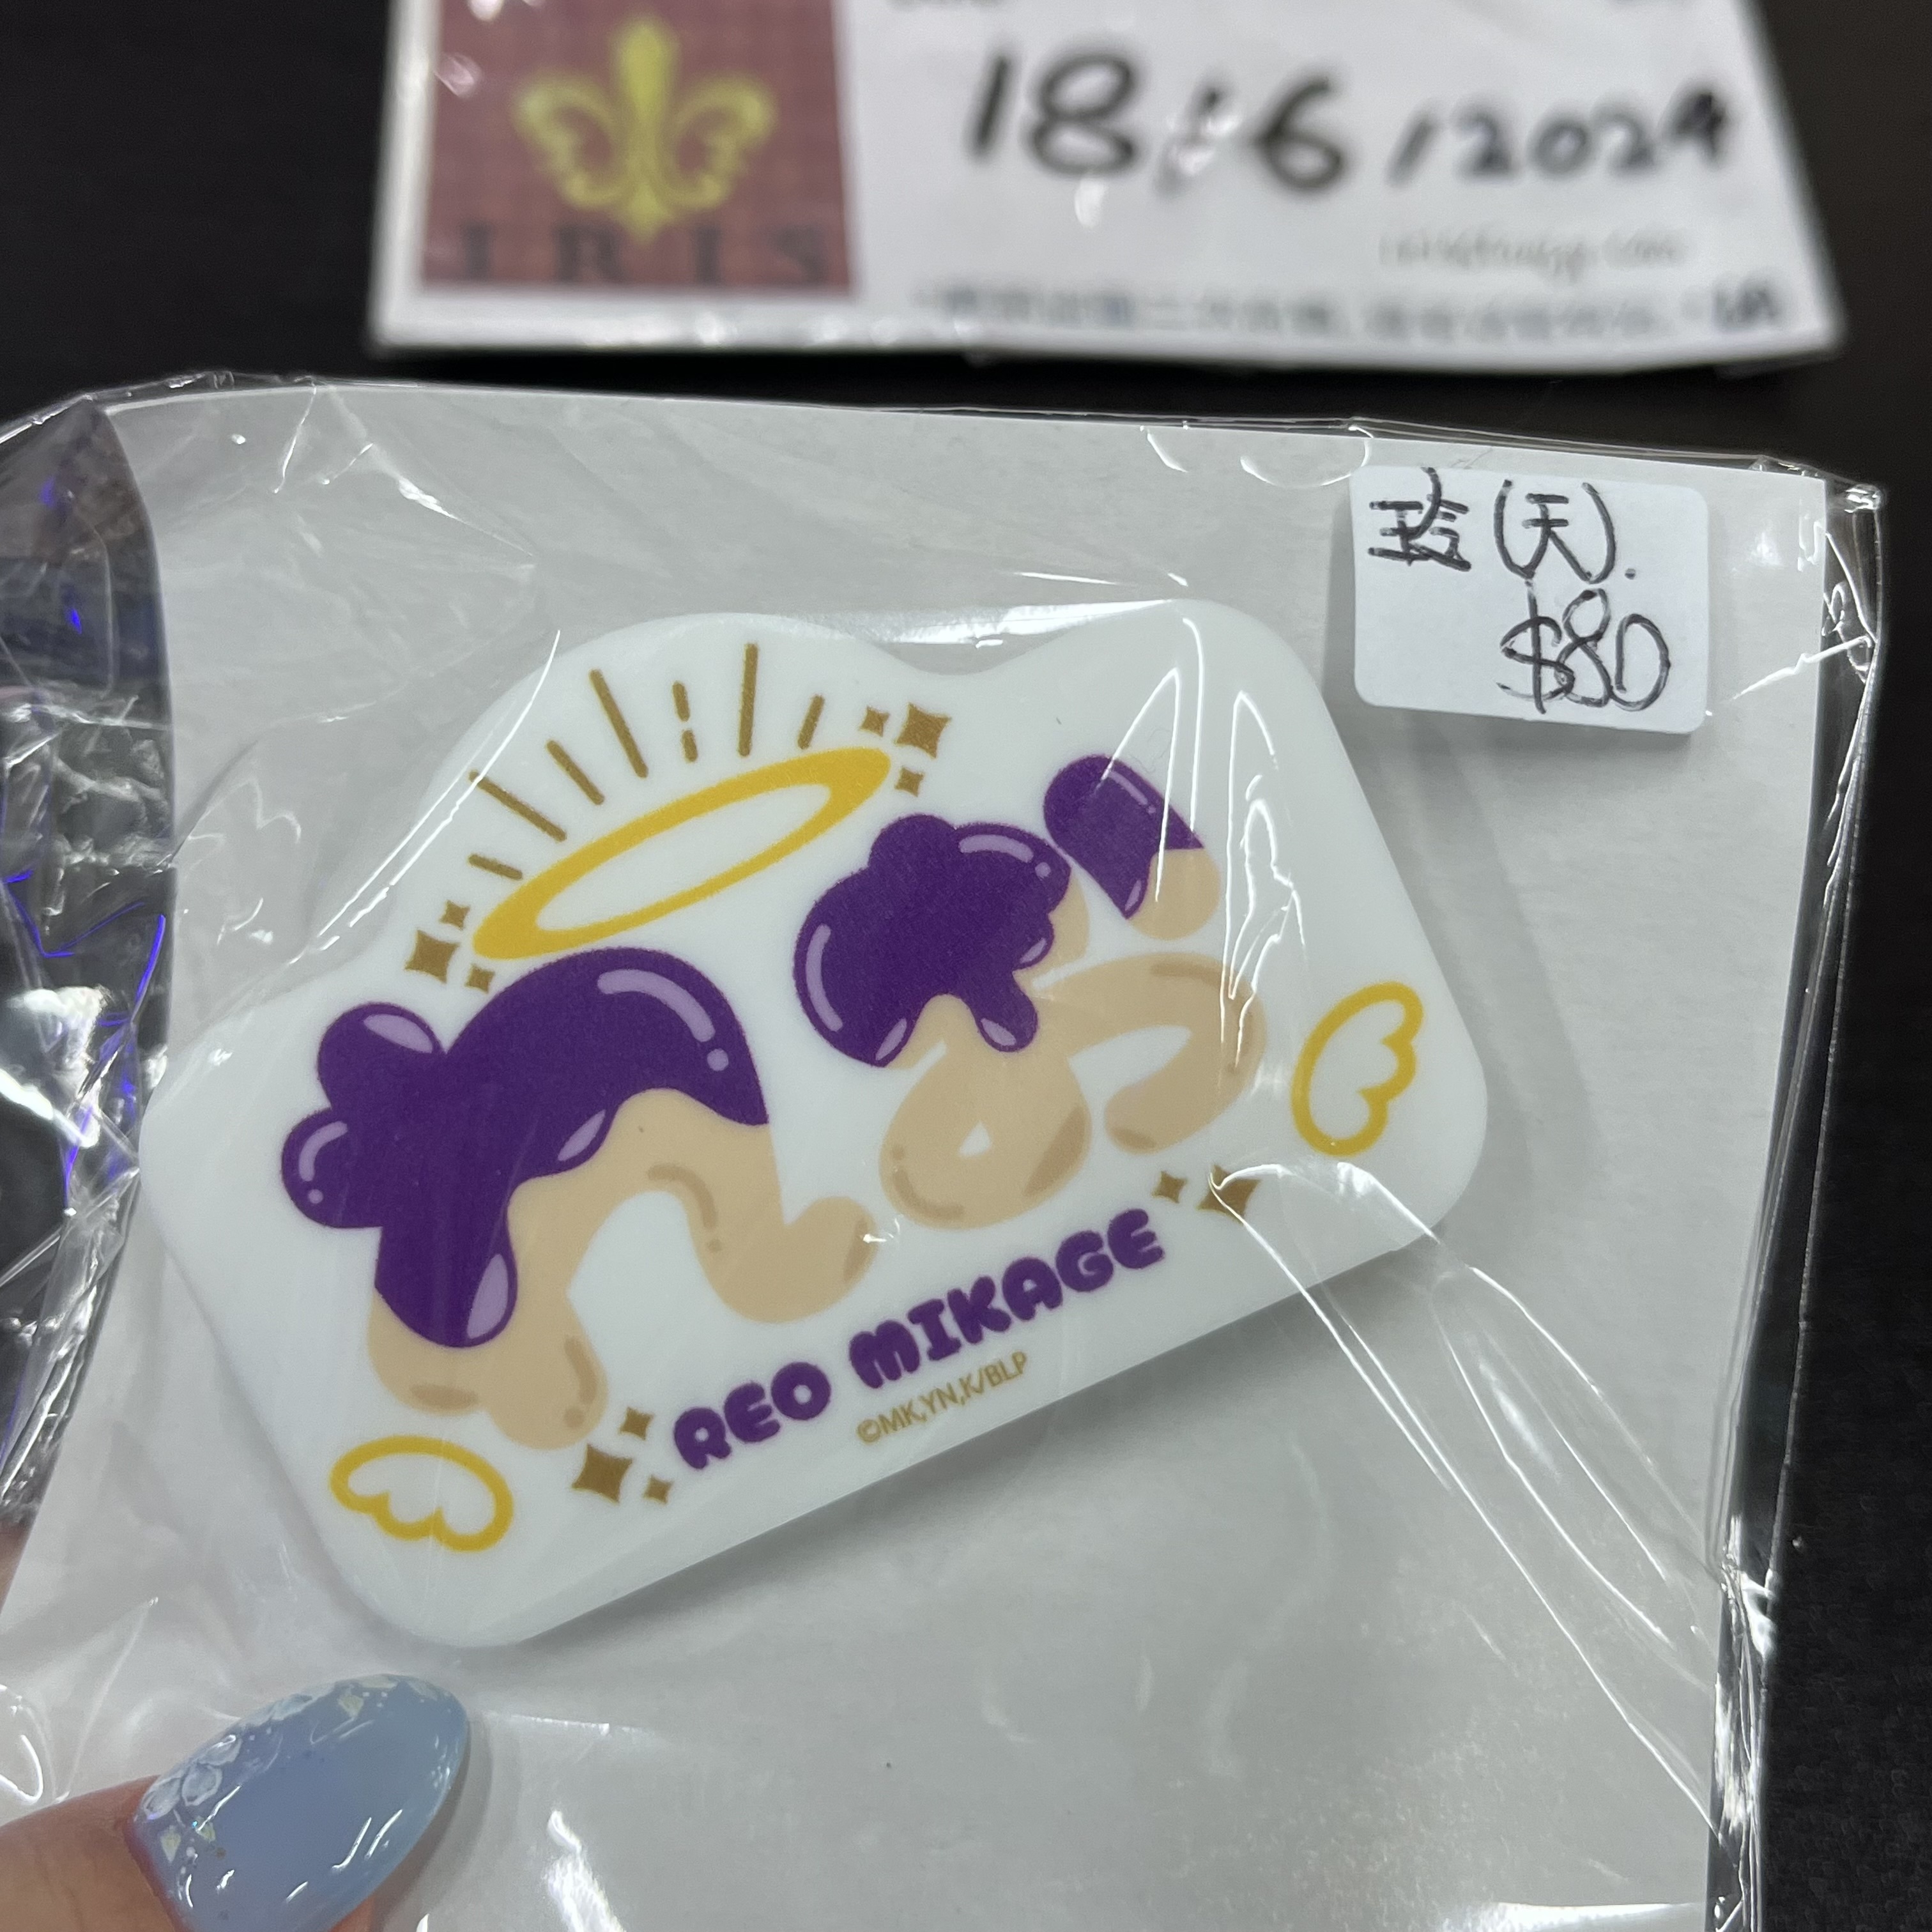 IRIS
18/6/2024
玲(天).
$80
れお
REO MIKAGE
©MK,YN,K/BLP